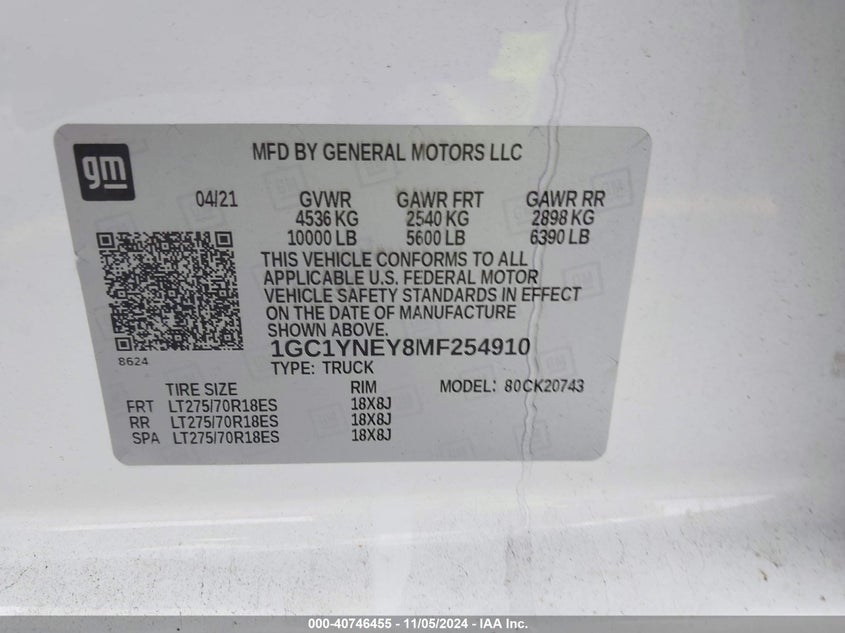 gm
MFD BY GENERAL MOTORS LLC
04/21 GVWR GAWR FRT GAWR RR
4536 KG 2540 KG 2898 KG
10000 LB 5600 LB 6390 LB
THIS VEHICLE CONFORMS TO ALL
APPLICABLE U.S. FEDERAL MOTOR
VEHICLE SAFETY STANDARDS IN EFFECT
ON THE DATE OF MANUFACTURE
SHOWN ABOVE.
8624
1GC1YNEY8MF254910
TYPE: TRUCK
TIRE SIZE RIM MODEL: 80CK20743
FRT LT275/70R18ES 18X8J
RR LT275/70R18ES 18X8J
SPA LT275/70R18ES 18X8J
000-40746455 - 11/05/2024 - IAA Inc.